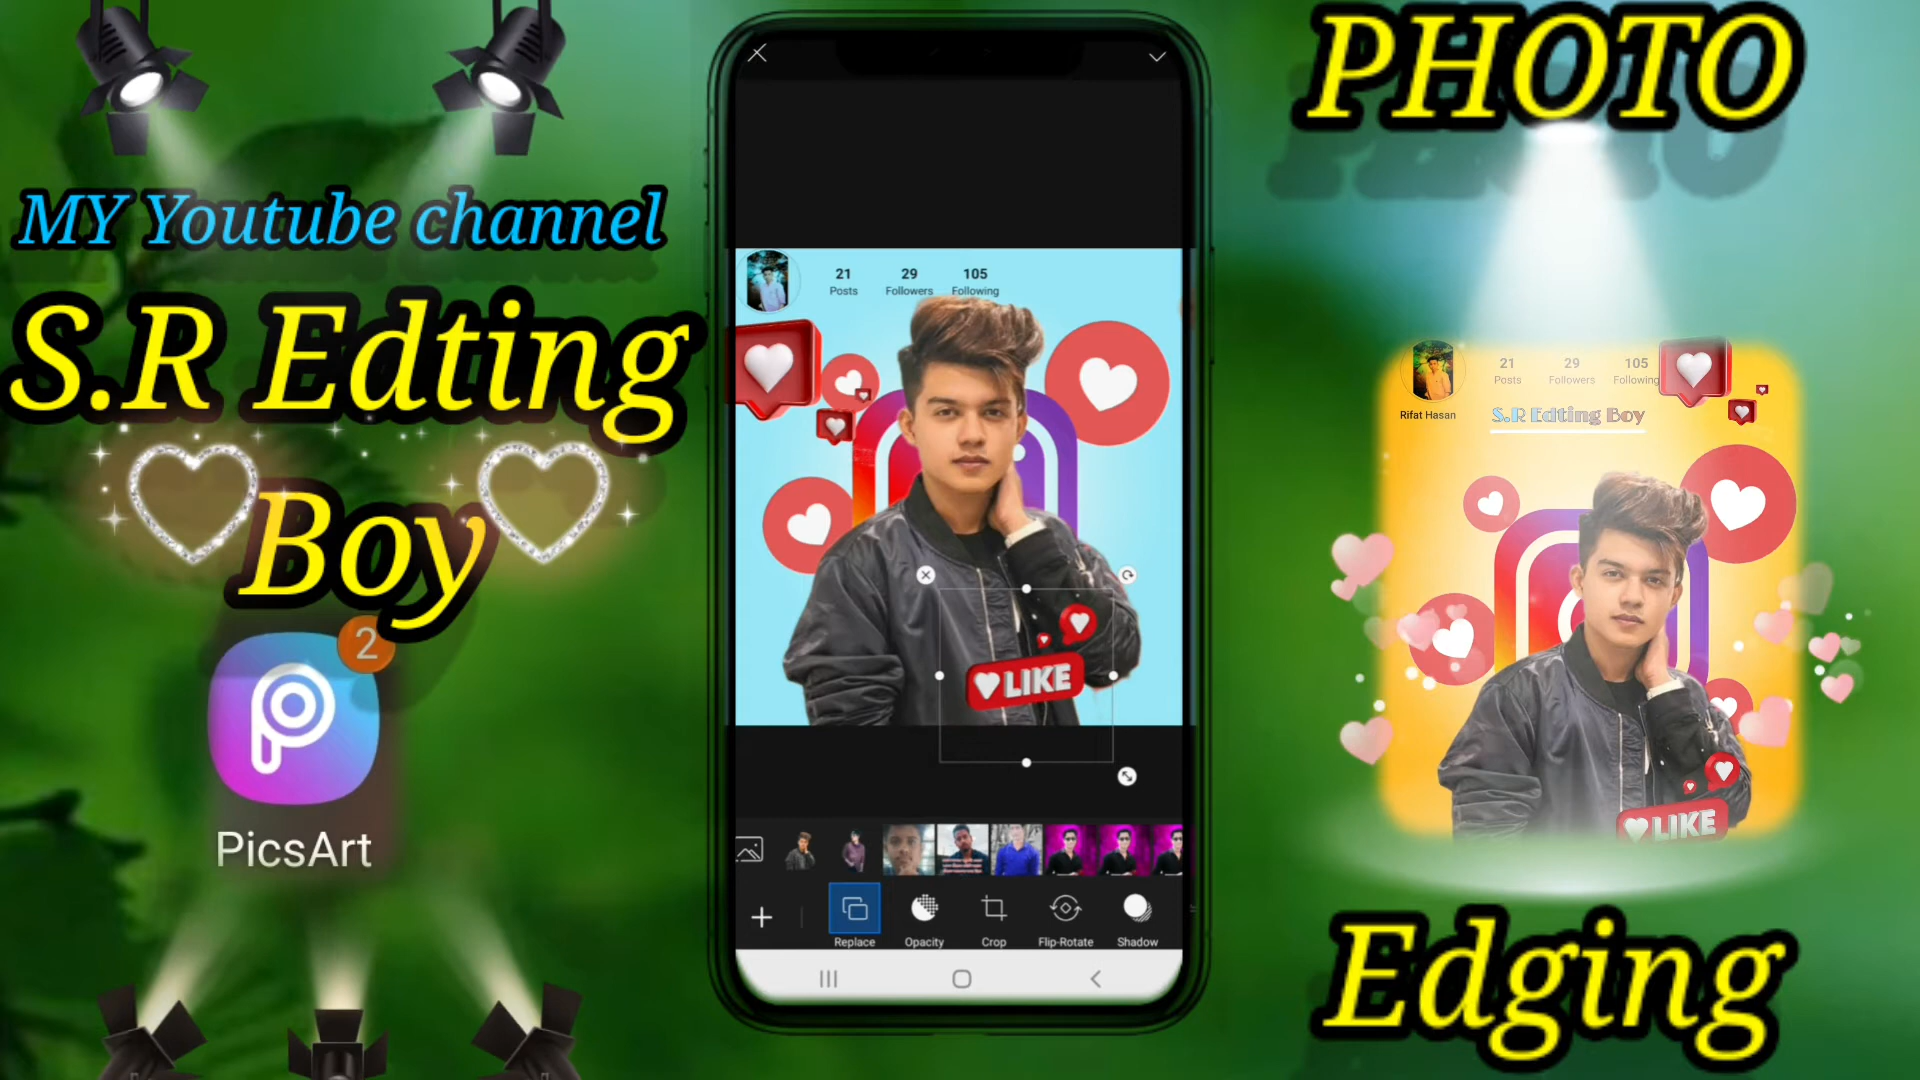 MY Youtube channel
S.R Edting
Boy
2
PicsArt
21 29 105
Posts Followers Following
LIKE
Replace Opacity Crop Flip-Rotate Shadow
PHOTO
21 29 105
Posts Followers Following
Rifat Hasan
S.R Edting Boy
LIKE
Edging